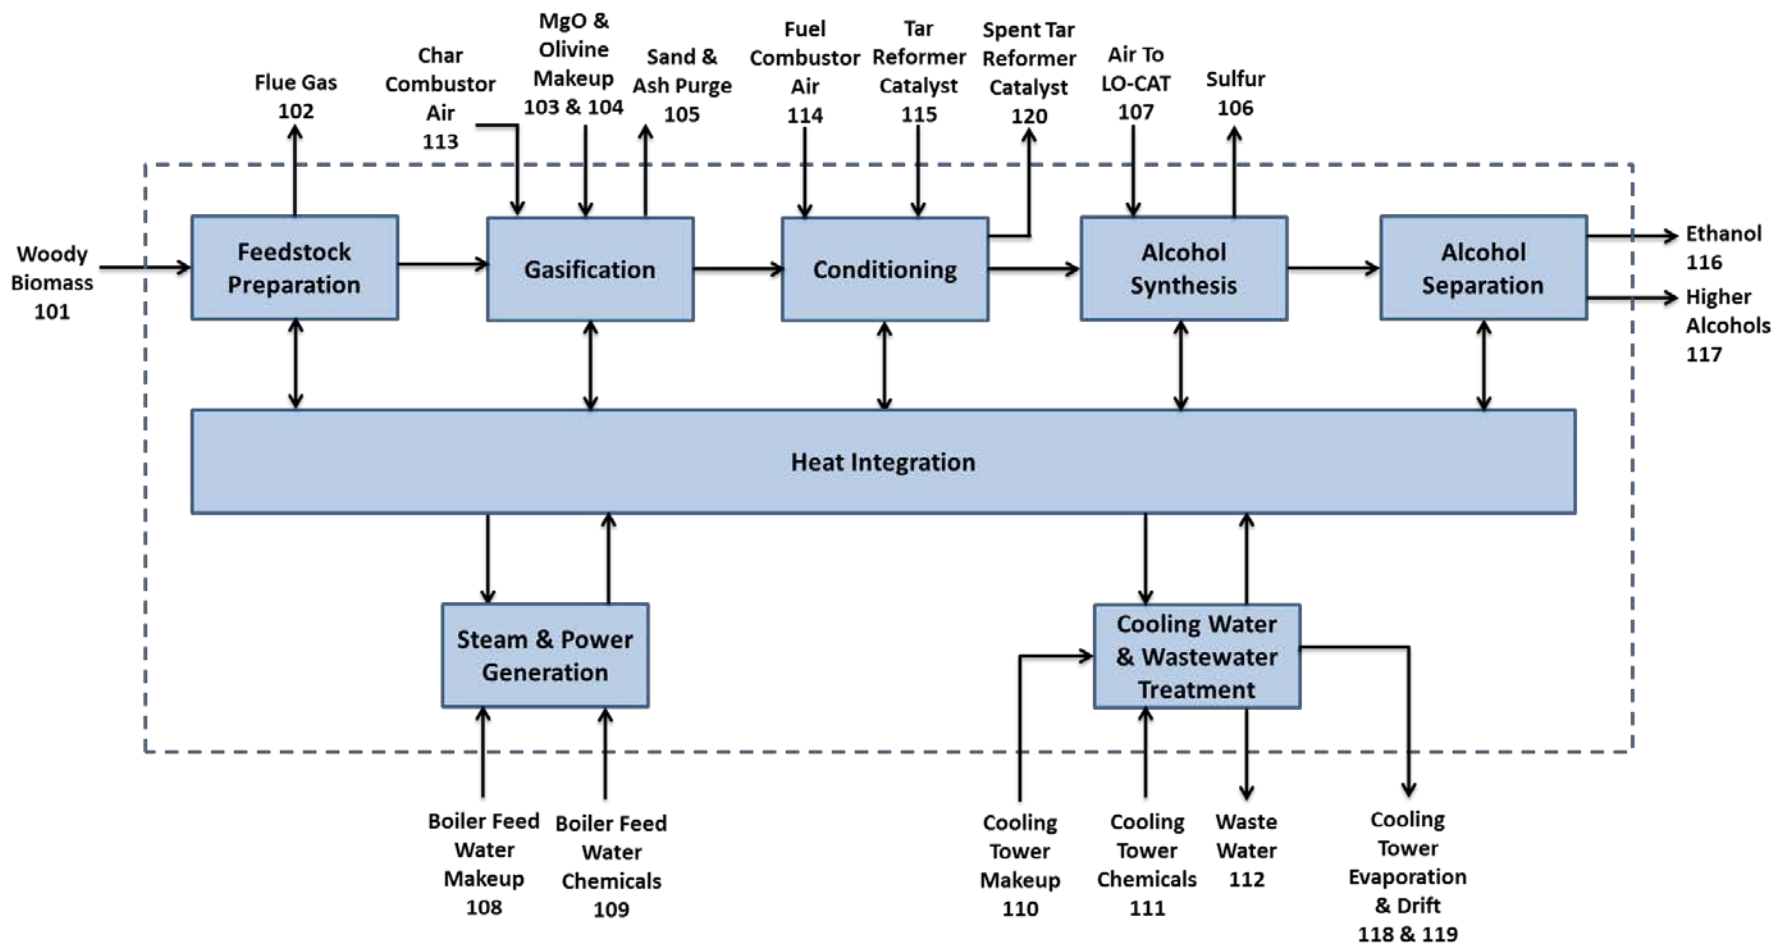 Flue Gas
102
Char
Combustor
Air
113
MgO &
Olivine
Makeup
103 & 104
Sand &
Ash Purge
105
Fuel
Combustor
Air
114
Tar
Reformer
Catalyst
115
Spent Tar
Reformer
Catalyst
120
Air To
LO-CAT
107
Sulfur
106
Woody
Biomass
101
Feedstock
Preparation
Gasification
Conditioning
Alcohol
Synthesis
Alcohol
Separation
Ethanol
116
Higher
Alcohols
117
Heat Integration
Steam & Power
Generation
Cooling Water
& Wastewater
Treatment
Boiler Feed
Water
Makeup
108
Boiler Feed
Water
Chemicals
109
Cooling
Tower
Makeup
110
Cooling
Tower
Chemicals
111
Waste
Water
112
Cooling
Tower
Evaporation
& Drift
118 & 119